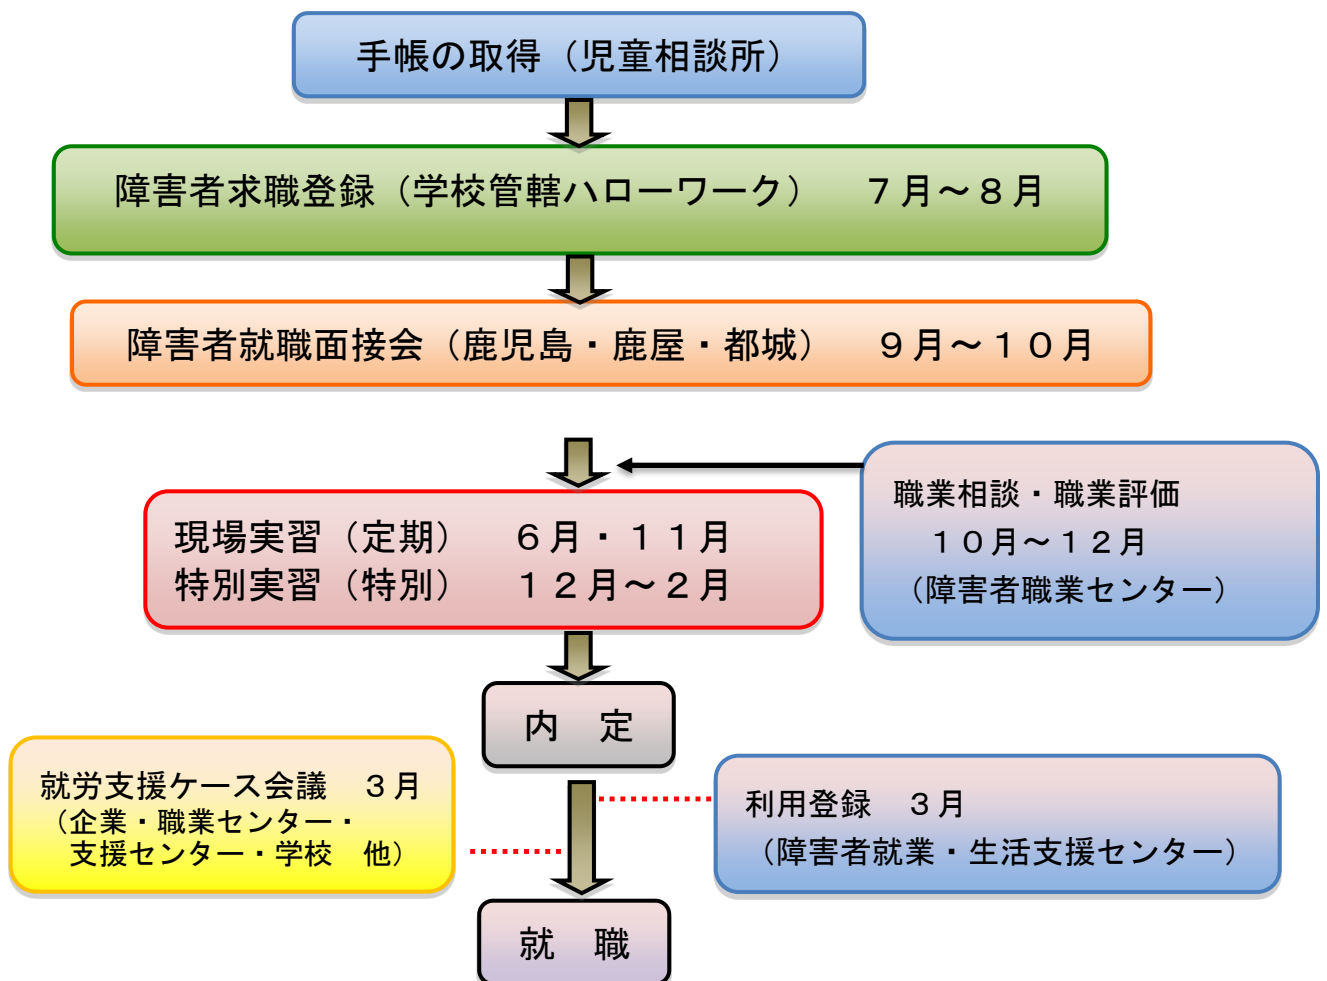 手帳の取得（児童相談所）
障害者求職登録（学校管轄ハローワーク）　　７月～８月
障害者就職面接会（鹿児島・鹿屋・都城）　　９月～１０月
職業相談・職業評価
１０月～１２月
（障害者職業センター）
現場実習（定期）　　６月・１１月
特別実習（特別）　　１２月～２月
内　定
就労支援ケース会議　３月
（企業・職業センター・
支援センター・学校　他）
利用登録　３月
（障害者就業・生活支援センター）
就　職